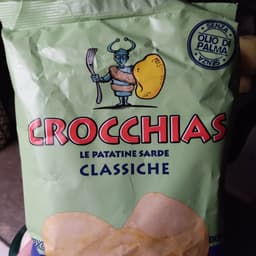 SENZA
OLIO DI
PALMA
CROCCHIAS
LE PATATINE SARDE
CLASSICHE